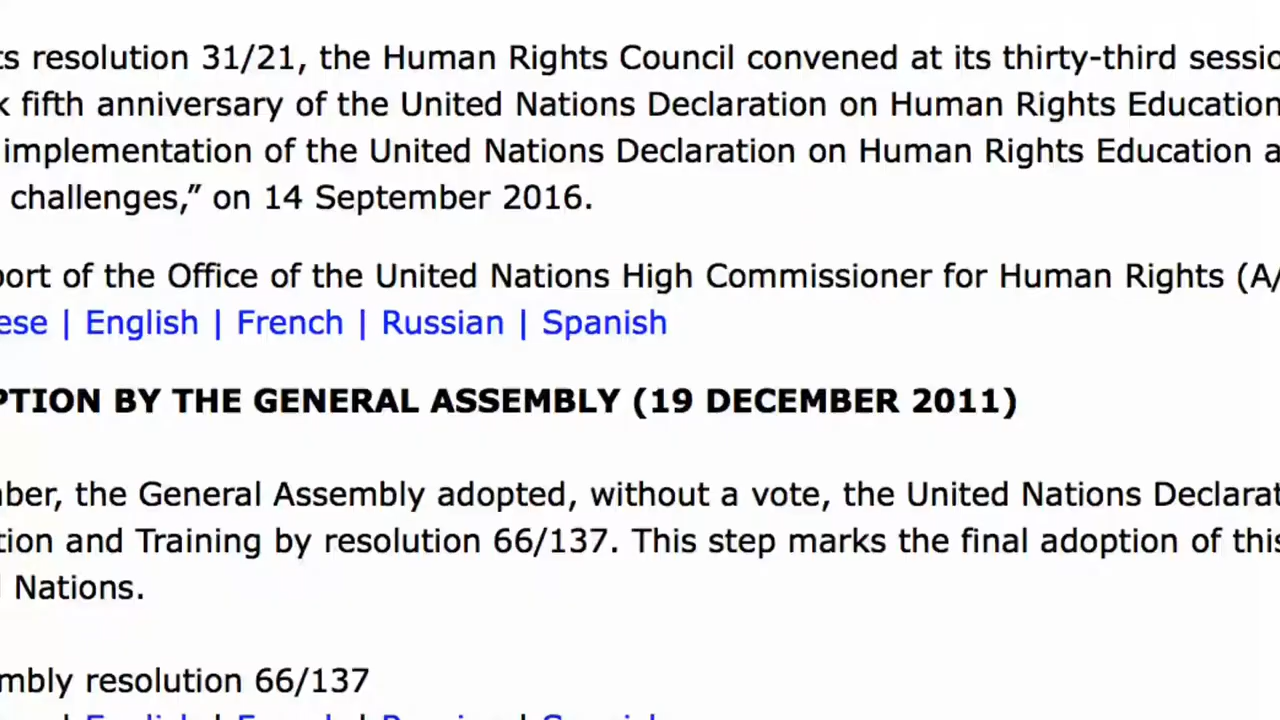 ts resolution 31/21, the Human Rights Council convened at its thirty-third sessio
k fifth anniversary of the United Nations Declaration on Human Rights Education
implementation of the United Nations Declaration on Human Rights Education a
challenges,” on 14 September 2016.
port of the Office of the United Nations High Commissioner for Human Rights (A/
ese | English | French | Russian | Spanish
PTION BY THE GENERAL ASSEMBLY (19 DECEMBER 2011)
mber, the General Assembly adopted, without a vote, the United Nations Declarat
tion and Training by resolution 66/137. This step marks the final adoption of this
Nations.
mbly resolution 66/137
| English | French | Russian | Spanish